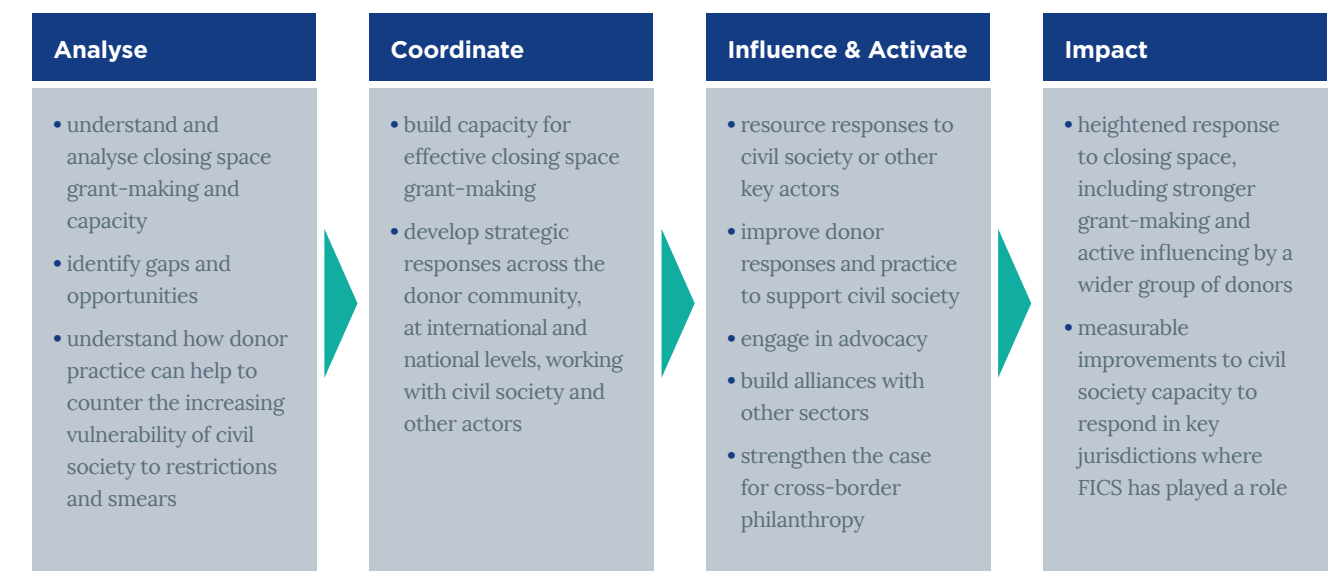 Analyse
• understand and
analyse closing space
grant-making and
capacity
• identify gaps and
opportunities
• understand how donor
practice can help to
counter the increasing
vulnerability of civil
society to restrictions
and smears
Coordinate
• build capacity for
effective closing space
grant-making
• develop strategic
responses across the
donor community,
at international and
national levels, working
with civil society and
other actors
Influence & Activate
• resource responses to
civil society or other
key actors
• improve donor
responses and practice
to support civil society
• engage in advocacy
• build alliances with
other sectors
• strengthen the case
for cross-border
philanthropy
Impact
• heightened response
to closing space,
including stronger
grant-making and
active influencing by a
wider group of donors
• measurable
improvements to civil
society capacity to
respond in key
jurisdictions where
FICS has played a role